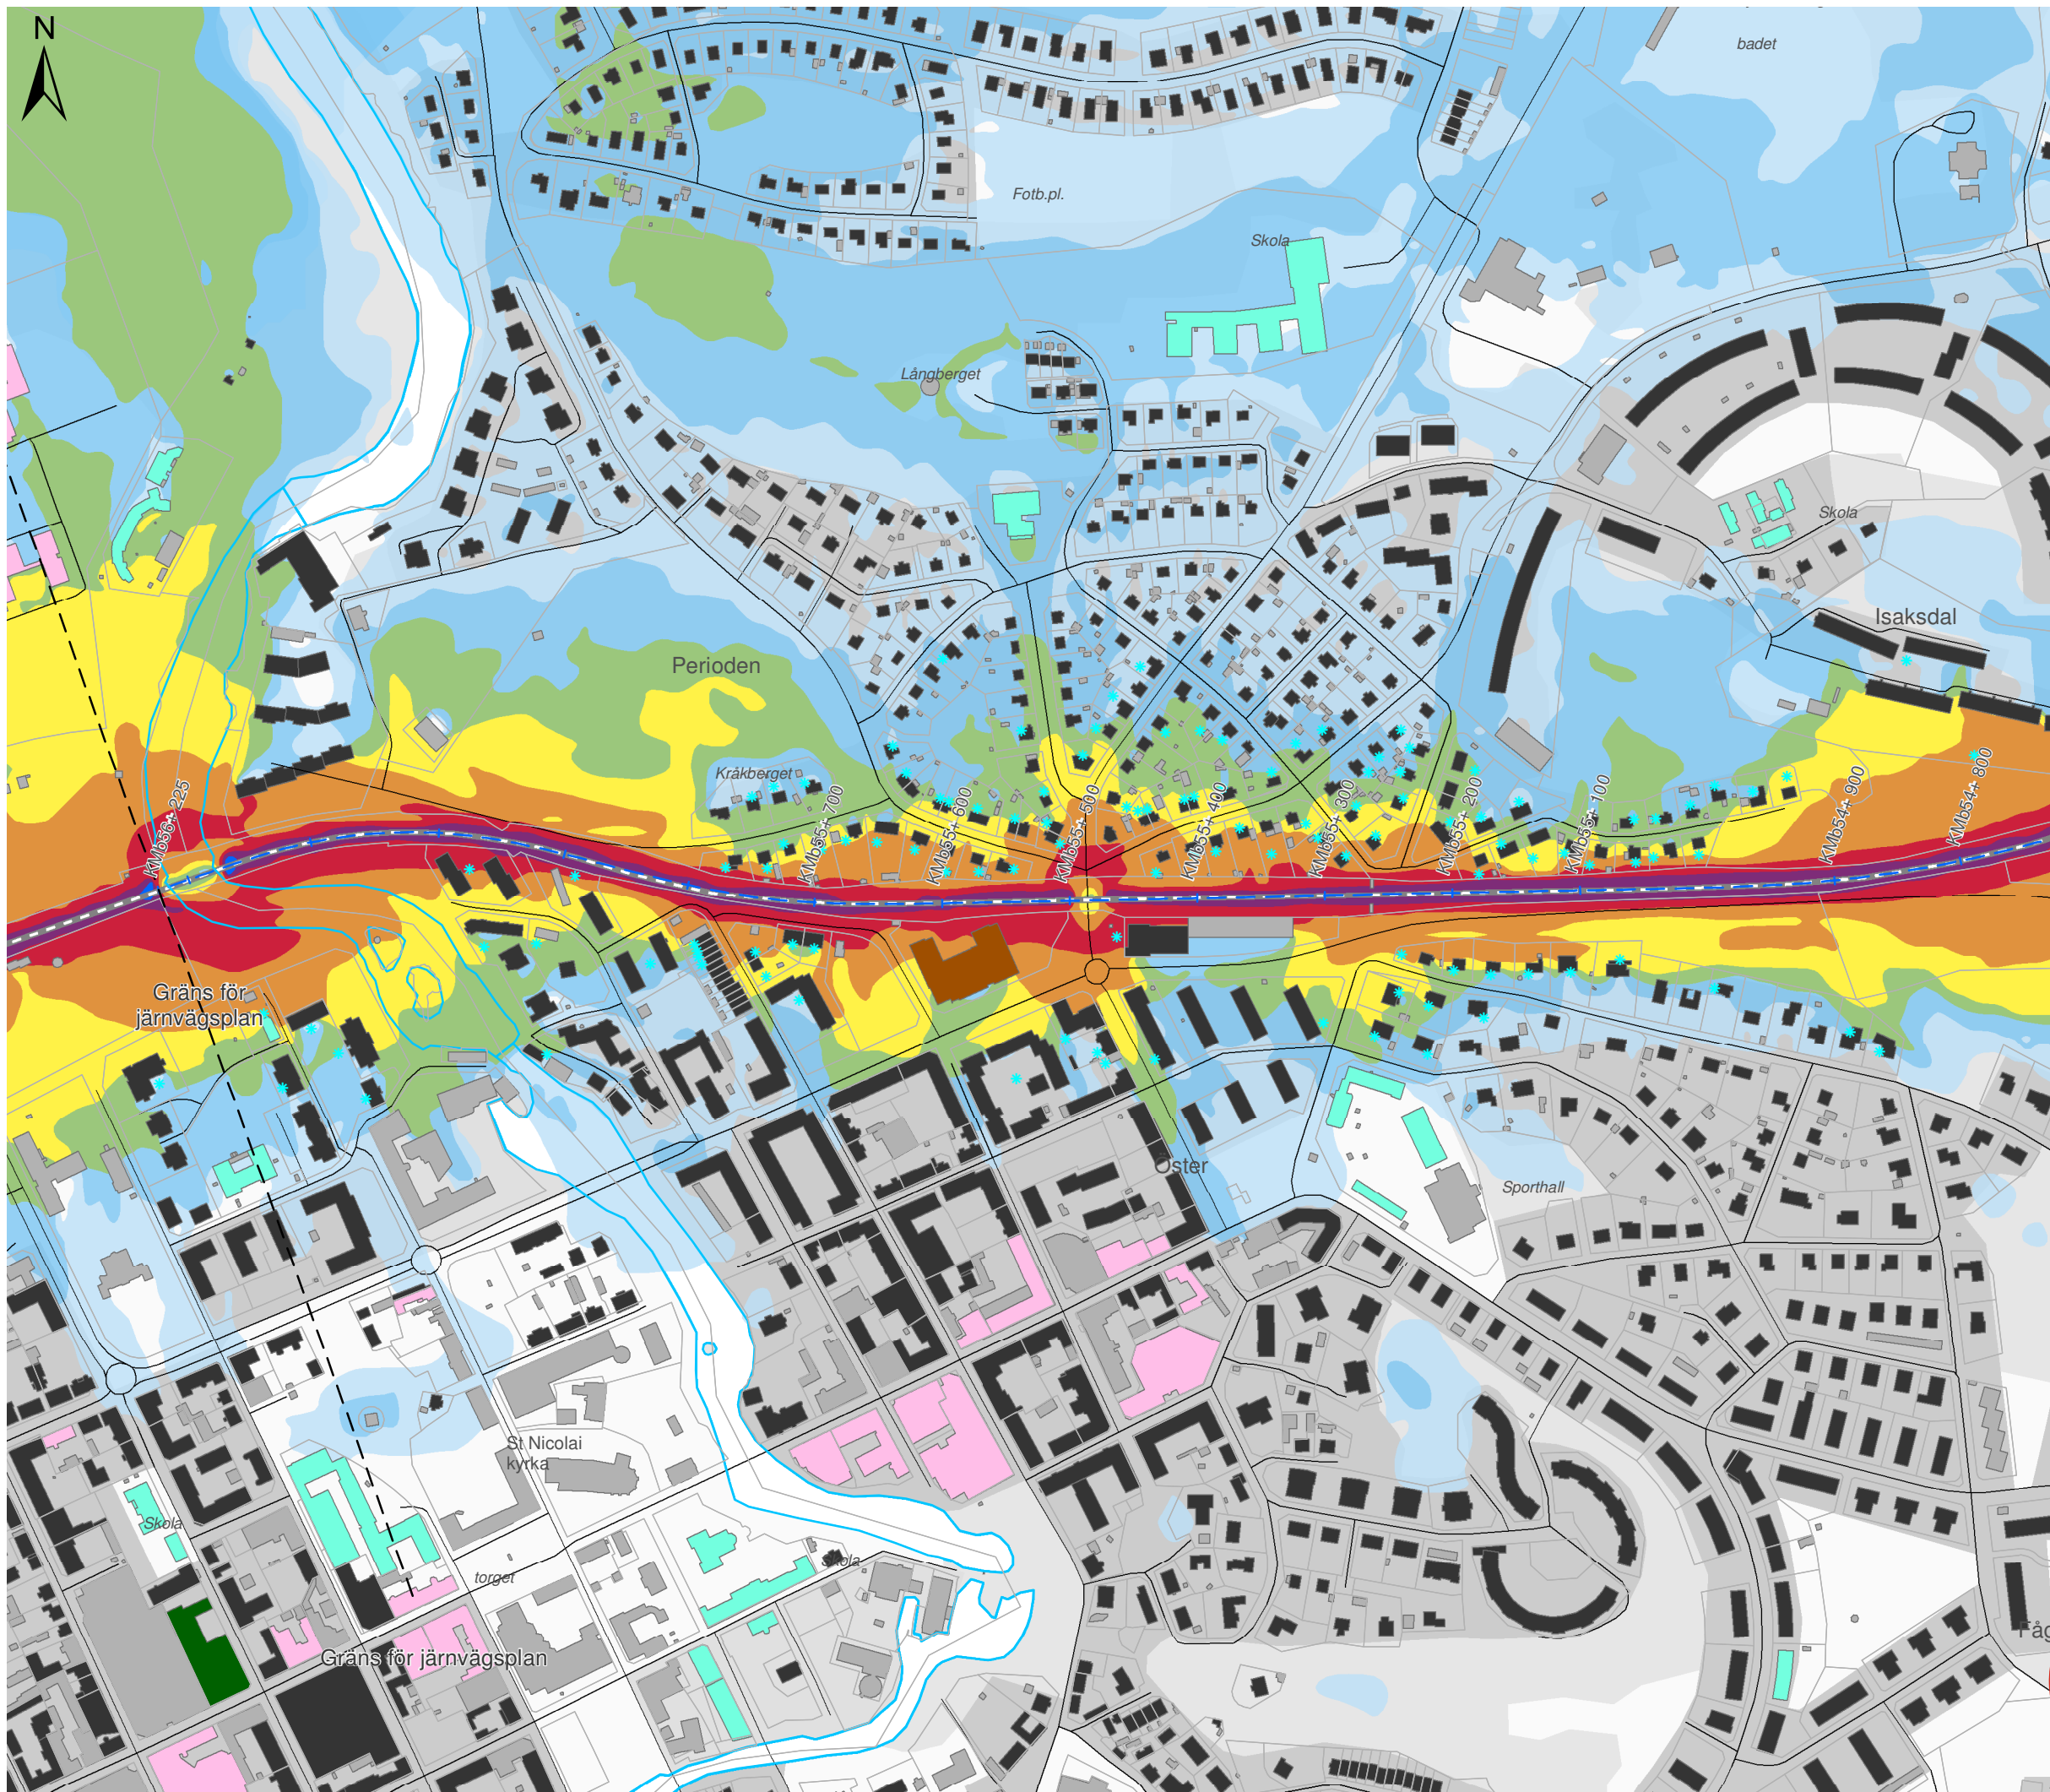 N
badet
Fotb.pl.
Skola
Långberget
Skola
Isaksdal
Perioden
Kråkberget
KMb56+ 225
KMb55+ 700
KMb55+ 600
KMb55+ 500
KMb55+ 400
KMb55+ 300
KMb55+ 200
KMb55+ 100
KMb54+ 900
KMb54+ 800
Gräns för
järnvägsplan
Öster
Sporthall
St Nicolai
kyrka
Skola
Skola
torget
Gräns för järnvägsplan
Fåg